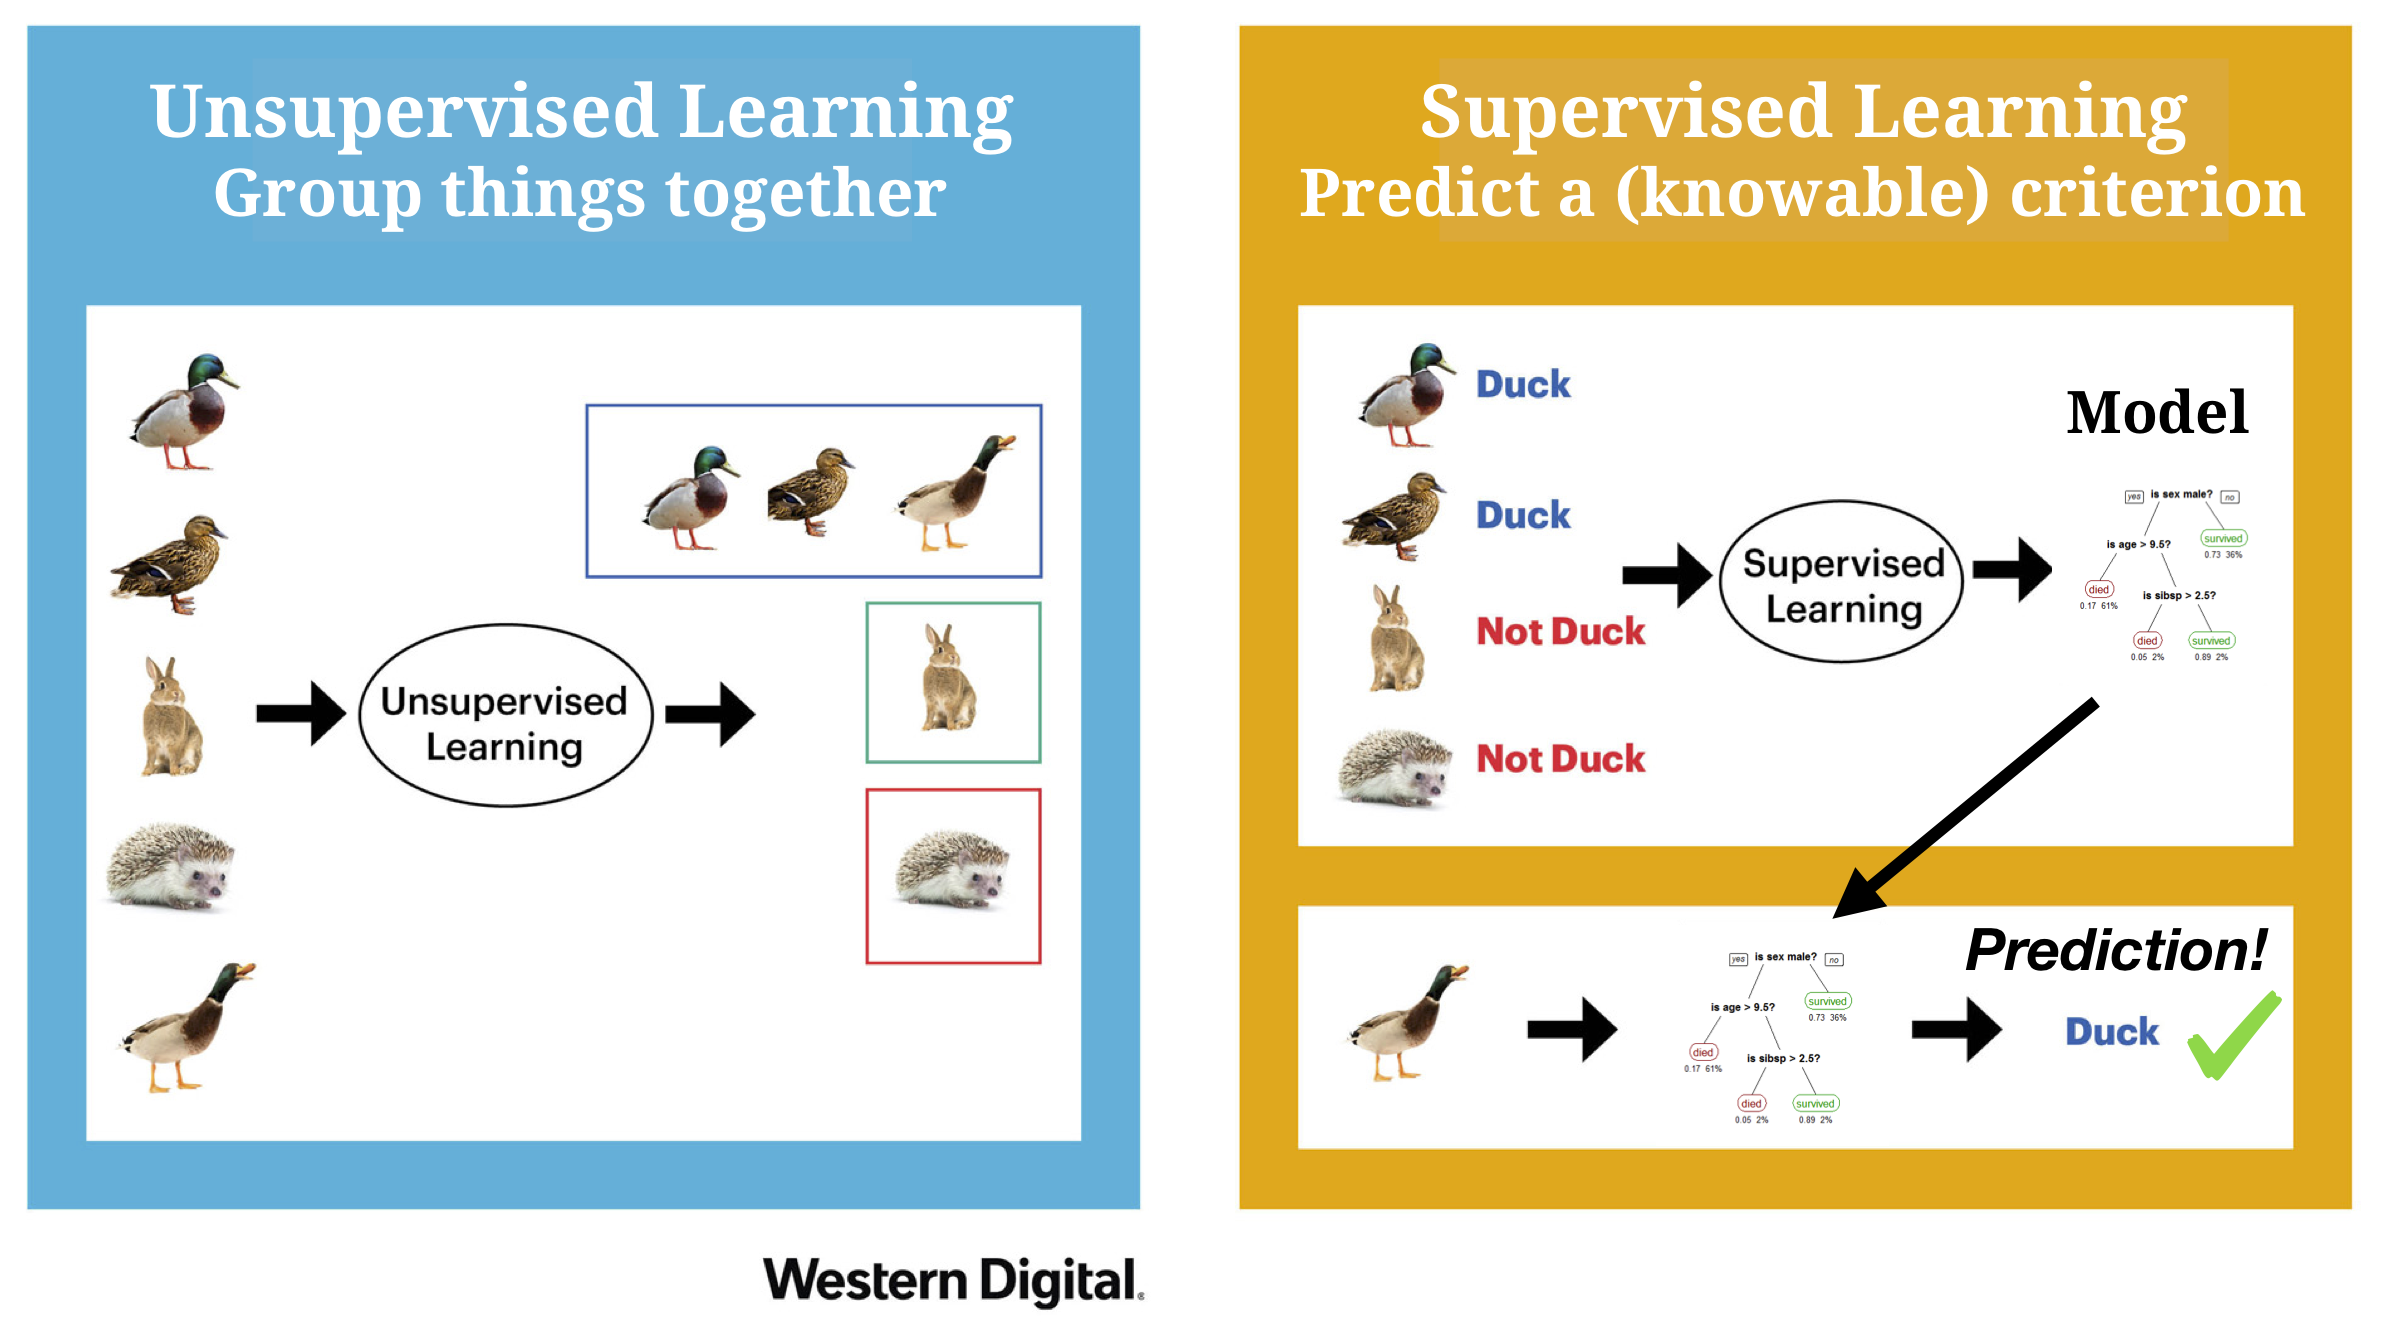 Unsupervised Learning
Group things together
Unsupervised
Learning
Supervised Learning
Predict a (knowable) criterion
Duck
Duck
Not Duck
Not Duck
Supervised
Learning
Model
yes is sex male? no
survived
0.73 36%
is age > 9.5?
died
0.17 61%
is sibsp > 2.5?
died
0.05 2%
survived
0.89 2%
Prediction!
yes is sex male? no
survived
0.73 36%
is age > 9.5?
died
0.17 61%
is sibsp > 2.5?
died
0.05 2%
survived
0.89 2%
Duck
Western Digital®